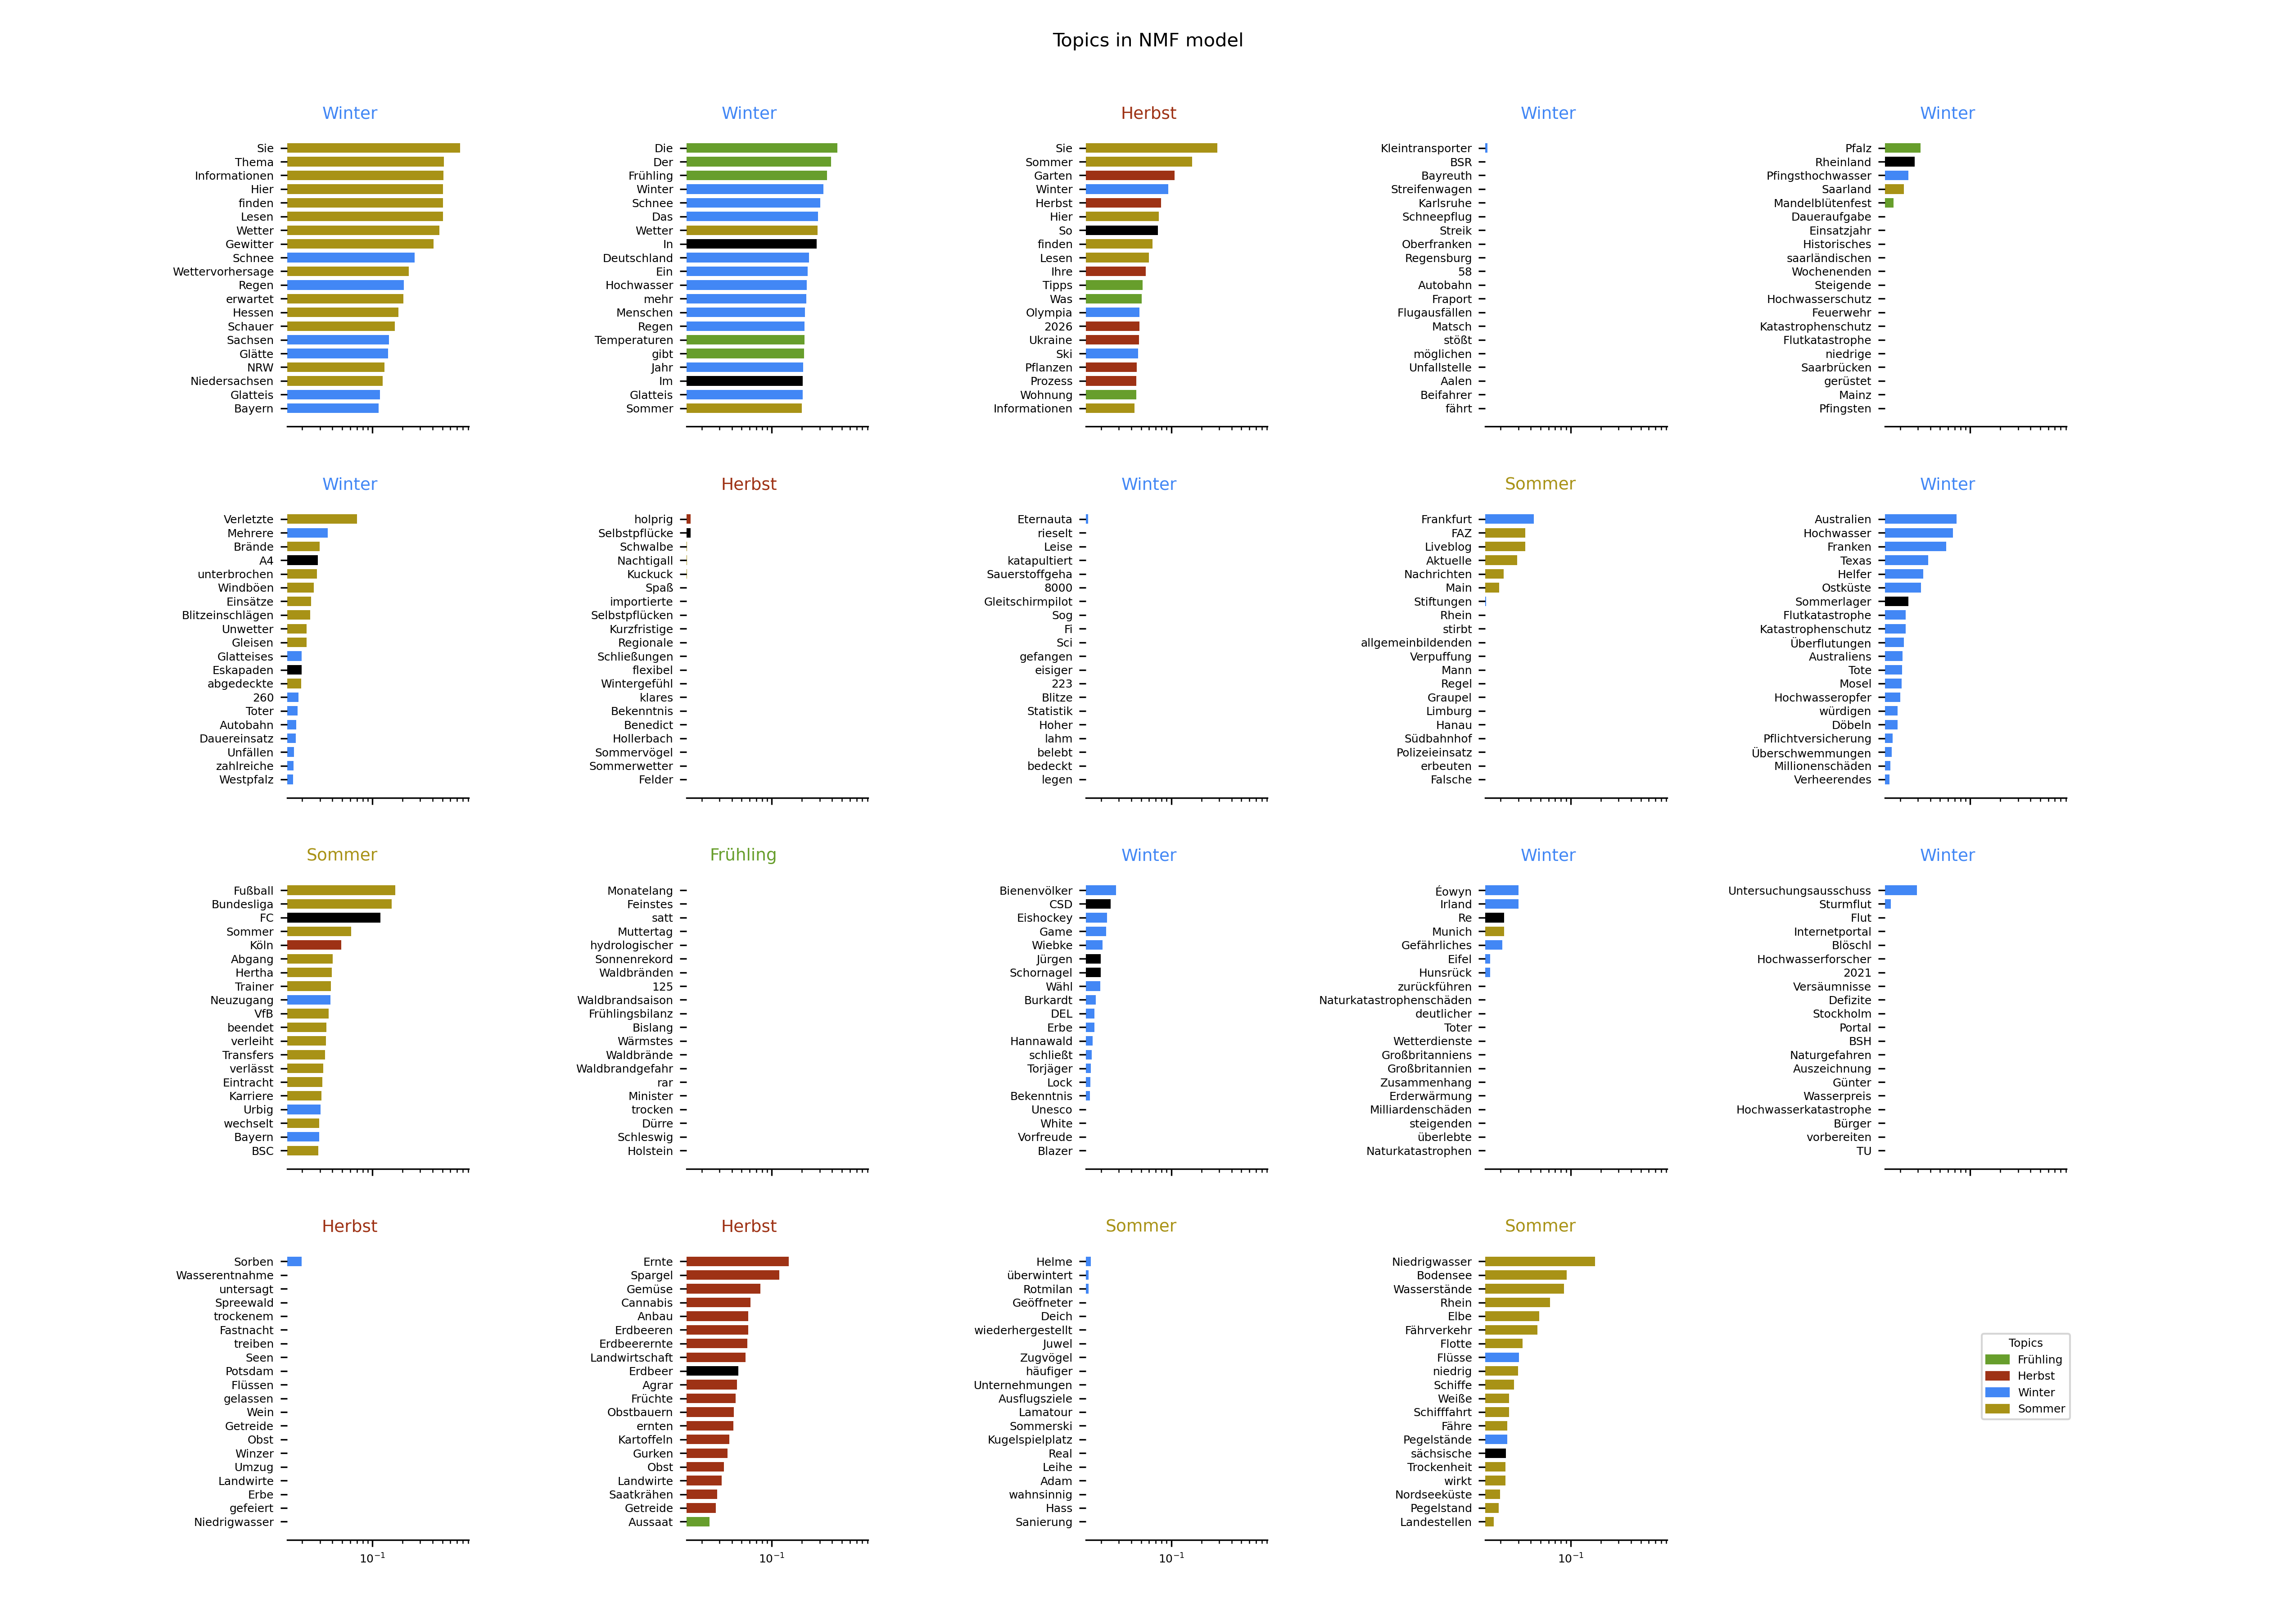 Topics in NMF model
Winter
Sie
Thema
Informationen
Hier
finden
Lesen
Wetter
Gewitter
Schnee
Wettervorhersage
Regen
erwartet
Hessen
Schauer
Sachsen
Glätte
NRW
Niedersachsen
Glatteis
Bayern
Winter
Die
Der
Frühling
Winter
Schnee
Das
Wetter
In
Deutschland
Ein
Hochwasser
mehr
Menschen
Regen
Temperaturen
gibt
Jahr
Im
Glatteis
Sommer
Herbst
Sie
Sommer
Garten
Winter
Herbst
Hier
So
finden
Lesen
Ihre
Tipps
Was
Olympia
2026
Ukraine
Ski
Pflanzen
Prozess
Wohnung
Informationen
Winter
Kleintransporter
BSR
Bayreuth
Streifenwagen
Karlsruhe
Schneepflug
Streik
Oberfranken
Regensburg
58
Autobahn
Fraport
Flugausfällen
Matsch
stößt
möglichen
Unfallstelle
Aalen
Beifahrer
fährt
Winter
Pfalz
Rheinland
Pfingsthochwasser
Saarland
Mandelblütenfest
Daueraufgabe
Einsatzjahr
Historisches
saarländischen
Wochenenden
Steigende
Hochwasserschutz
Feuerwehr
Katastrophenschutz
Flutkatastrophe
niedrige
Saarbrücken
gerüstet
Mainz
Pfingsten
Winter
Verletzte
Mehrere
Brände
A4
unterbrochen
Windböen
Einsätze
Blitzeinschlägen
Unwetter
Gleisen
Glatteises
Eskapaden
abgedeckte
260
Toter
Autobahn
Dauereinsatz
Unfällen
zahlreiche
Westpfalz
Herbst
holprig
Selbstpflücke
Schwalbe
Nachtigall
Kuckuck
Spaß
importierte
Selbstpflücken
Kurzfristige
Regionale
Schließungen
flexibel
Wintergefühl
klares
Bekenntnis
Benedict
Hollerbach
Sommervögel
Sommerwetter
Felder
Winter
Eternauta
rieselt
Leise
katapultiert
Sauerstoffgeha
8000
Gleitschirmpilot
Sog
Fi
Sci
gefangen
eisiger
223
Blitze
Statistik
Hoher
lahm
belebt
bedeckt
legen
Sommer
Frankfurt
FAZ
Liveblog
Aktuelle
Nachrichten
Main
Stiftungen
Rhein
stirbt
allgemeinbildenden
Verpuffung
Mann
Regel
Graupel
Limburg
Hanau
Südbahnhof
Polizeieinsatz
erbeuten
Falsche
Winter
Australien
Hochwasser
Franken
Texas
Helfer
Ostküste
Sommerlager
Flutkatastrophe
Katastrophenschutz
Überflutungen
Australiens
Tote
Mosel
Hochwasseropfer
würdigen
Döbeln
Pflichtversicherung
Überschwemmungen
Millionenschäden
Verheerendes
Sommer
Fußball
Bundesliga
FC
Sommer
Köln
Abgang
Hertha
Trainer
Neuzugang
VfB
beendet
verleiht
Transfers
verlässt
Eintracht
Karriere
Urbig
wechselt
Bayern
BSC
Frühling
Monatelang
Feinstes
satt
Muttertag
hydrologischer
Sonnenrekord
Waldbränden
125
Waldbrandsaison
Frühlingsbilanz
Bislang
Wärmstes
Waldbrände
Waldbrandgefahr
rar
Minister
trocken
Dürre
Schleswig
Holstein
Winter
Bienenvölker
CSD
Eishockey
Game
Wiebke
Jürgen
Schornagel
Wähl
Burkardt
DEL
Erbe
Hannawald
schließt
Torjäger
Lock
Bekenntnis
Unesco
White
Vorfreude
Blazer
Winter
Éowyn
Irland
Re
Munich
Gefährliches
Eifel
Hunsrück
zurückführen
Naturkatastrophenschäden
deutlicher
Toter
Wetterdienste
Großbritanniens
Großbritannien
Zusammenhang
Erderwärmung
Milliardenschäden
steigenden
überlebte
Naturkatastrophen
Winter
Untersuchungsausschuss
Sturmflut
Flut
Internetportal
Blöschl
Hochwasserforscher
2021
Versäumnisse
Defizite
Stockholm
Portal
BSH
Naturgefahren
Auszeichnung
Günter
Wasserpreis
Hochwasserkatastrophe
Bürger
vorbereiten
TU
Herbst
Sorben
Wasserentnahme
untersagt
Spreewald
trockenem
Fastnacht
treiben
Seen
Potsdam
Flüssen
gelassen
Wein
Getreide
Obst
Winzer
Umzug
Landwirte
Erbe
gefeiert
Niedrigwasser
10⁻¹
Herbst
Ernte
Spargel
Gemüse
Cannabis
Anbau
Erdbeeren
Erdbeerernte
Landwirtschaft
Erdbeer
Agrar
Früchte
Obstbauern
ernten
Kartoffeln
Gurken
Obst
Landwirte
Saatkrähen
Getreide
Aussaat
10⁻¹
Sommer
Helme
überwintert
Rotmilan
Geöffneter
Deich
wiederhergestellt
Juwel
Zugvögel
häufiger
Unternehmungen
Ausflugsziele
Lamatour
Sommerski
Kugelspielplatz
Real
Leihe
Adam
wahnsinnig
Hass
Sanierung
10⁻¹
Sommer
Niedrigwasser
Bodensee
Wasserstände
Rhein
Elbe
Fährverkehr
Flotte
Flüsse
niedrig
Schiffe
Weiße
Schifffahrt
Fähre
Pegelstände
sächsische
Trockenheit
wirkt
Nordseeküste
Pegelstand
Landestellen
10⁻¹
Topics
Frühling
Herbst
Winter
Sommer